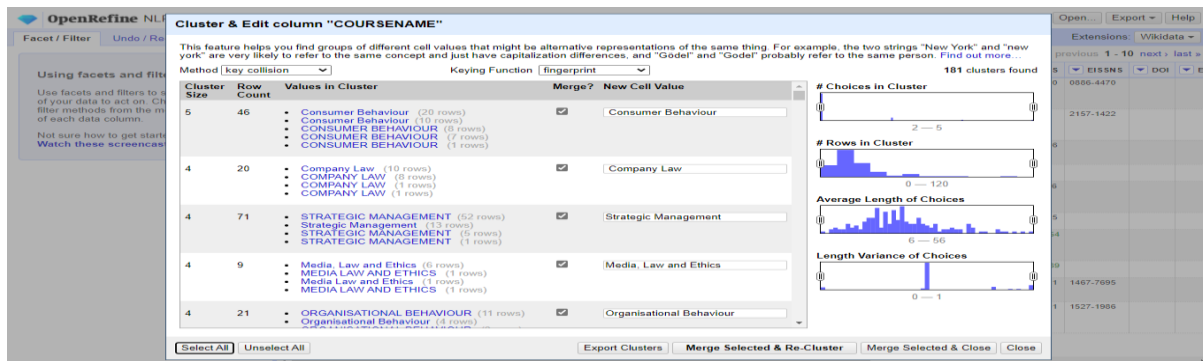 OpenRefine NLP
Open... Export Help
Facet / Filter Undo / Re
Extensions: Wikidata
previous 1 - 10 next › last »
EISSNS DOI
Using facets and filte
Use facets and filters to s
of your data to act on. Ch
filter methods from the m
of each data column.
Not sure how to get starte
Watch these screencas
0886-4470
2157-1422
1467-7695
1527-1986
Cluster & Edit column "COURSENAME"
This feature helps you find groups of different cell values that might be alternative representations of the same thing. For example, the two strings "New York" and "new
york" are very likely to refer to the same concept and just have capitalization differences, and "Gödel" and "Godel" probably refer to the same person. Find out more...
Method key collision Keying Function fingerprint 181 clusters found
Cluster Size Row Count Values in Cluster Merge? New Cell Value
5 46 • Consumer Behaviour (20 rows) Consumer Behaviour
• Consumer Behaviour (10 rows)
• CONSUMER BEHAVIOUR (8 rows)
• CONSUMER BEHAVIOUR (7 rows)
• CONSUMER BEHAVIOUR (1 rows)
4 20 • Company Law (10 rows) Company Law
• COMPANY LAW (8 rows)
• COMPANY LAW (1 rows)
• COMPANY LAW (1 rows)
4 71 • STRATEGIC MANAGEMENT (52 rows) Strategic Management
• Strategic Management (13 rows)
• STRATEGIC MANAGEMENT (5 rows)
• STRATEGIC MANAGEMENT (1 rows)
4 9 • Media, Law and Ethics (6 rows) Media, Law and Ethics
• MEDIA LAW AND ETHICS (1 rows)
• Media Law and Ethics (1 rows)
• MEDIA LAW AND ETHICS (1 rows)
4 21 • ORGANISATIONAL BEHAVIOUR (11 rows) Organisational Behaviour
• Organisational Behaviour (4 rows)
# Choices in Cluster
2 — 5
# Rows in Cluster
0 — 120
Average Length of Choices
6 — 56
Length Variance of Choices
0 — 1
Select All Unselect All Export Clusters Merge Selected & Re-Cluster Merge Selected & Close Close